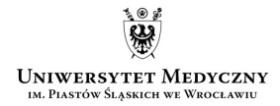 UNIWERSYTET MEDYCZNY
IM. PIASTÓW ŚLĄSKICH WE WROCŁAWIU